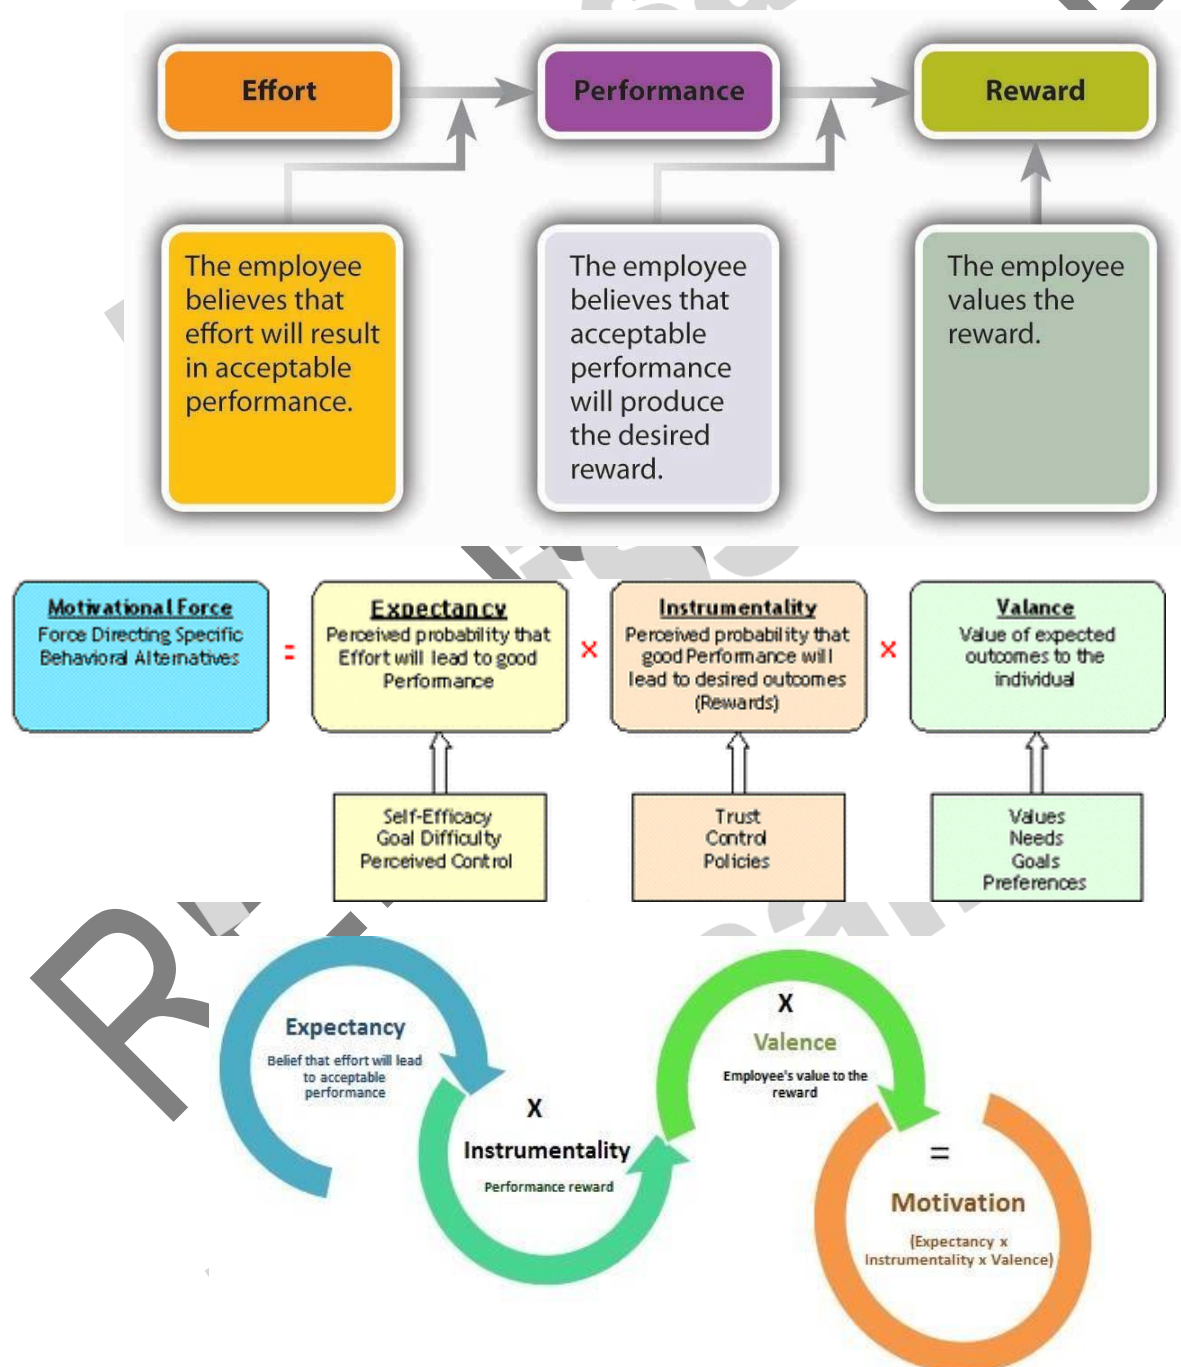 Effort
Performance
Reward
The employee
believes that
effort will result
in acceptable
performance.
The employee
believes that
acceptable
performance
will produce
the desired
reward.
The employee
values the
reward.
Motivational Force
Force Directing Specific
Behavioral Alternatives
=
Expectancy
Perceived probability that
Effort will lead to good
Performance
x
Instrumentality
Perceived probability that
good Performance will
lead to desired outcomes
(Rewards)
x
Valance
Value of expected
outcomes to the
individual
Self-Efficacy
Goal Difficulty
Perceived Control
Trust
Control
Policies
Values
Needs
Goals
Preferences
Expectancy
Belief that effort will lead
to acceptable
performance
X
Instrumentality
Performance reward
X
Valence
Employee's value to the
reward
=
Motivation
(Expectancy x
Instrumentality x Valence)